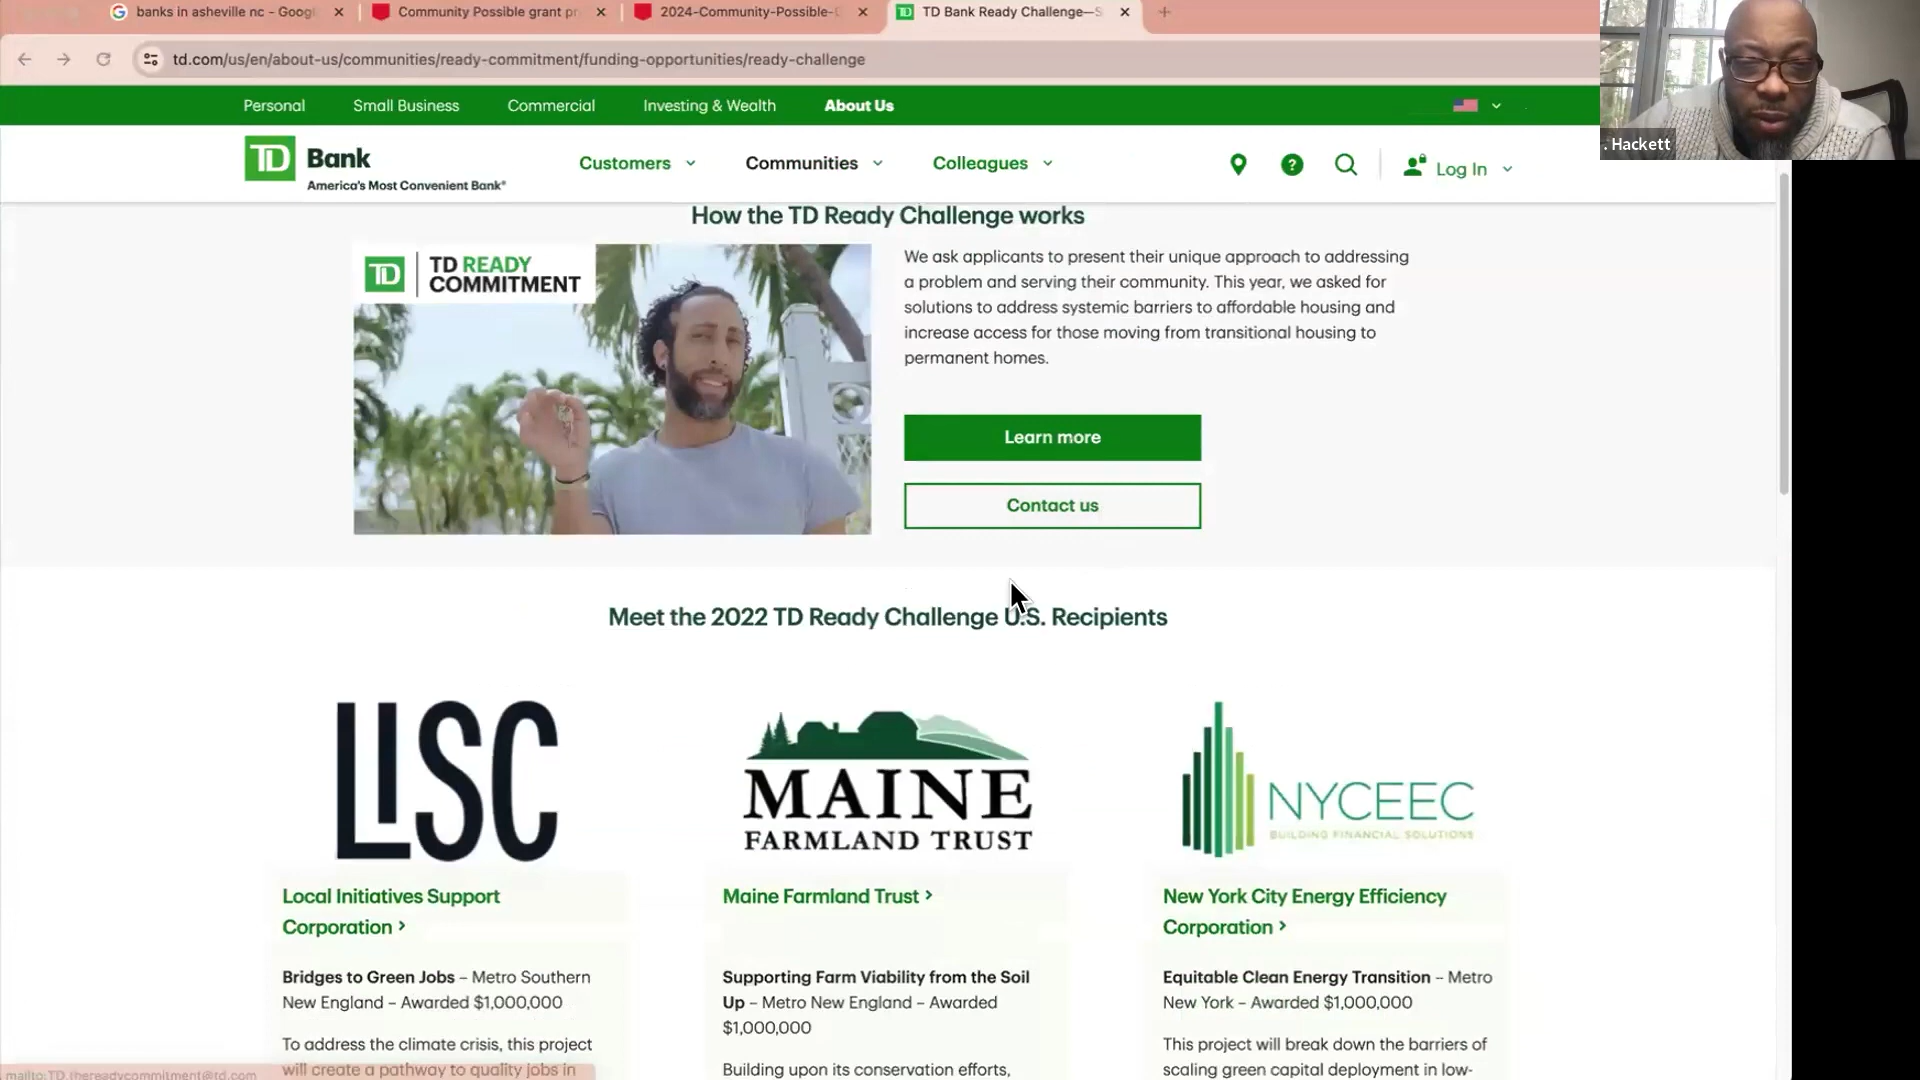 banks in asheville nc - Googl
Community Possible grant pr
2024-Community-Possible-
TD Bank Ready Challenge—S
td.com/us/en/about-us/communities/ready-commitment/funding-opportunities/ready-challenge
Personal Small Business Commercial Investing & Wealth About Us
TD Bank
America's Most Convenient Bank®
Customers Communities Colleagues Log In
. Hackett
How the TD Ready Challenge works
TD TD READY
COMMITMENT
We ask applicants to present their unique approach to addressing
a problem and serving their community. This year, we asked for
solutions to address systemic barriers to affordable housing and
increase access for those moving from transitional housing to
permanent homes.
Learn more
Contact us
Meet the 2022 TD Ready Challenge U.S. Recipients
LISC
MAINE
FARMLAND TRUST
NYCEEC
BUILDING FINANCIAL SOLUTIONS
Local Initiatives Support
Corporation >
Bridges to Green Jobs – Metro Southern
New England – Awarded $1,000,000
To address the climate crisis, this project
will create a pathway to quality jobs in
Maine Farmland Trust >
Supporting Farm Viability from the Soil
Up – Metro New England – Awarded
$1,000,000
Building upon its conservation efforts,
New York City Energy Efficiency
Corporation >
Equitable Clean Energy Transition – Metro
New York – Awarded $1,000,000
This project will break down the barriers of
scaling green capital deployment in low-
mailto:TD.thereadycommitment@td.com